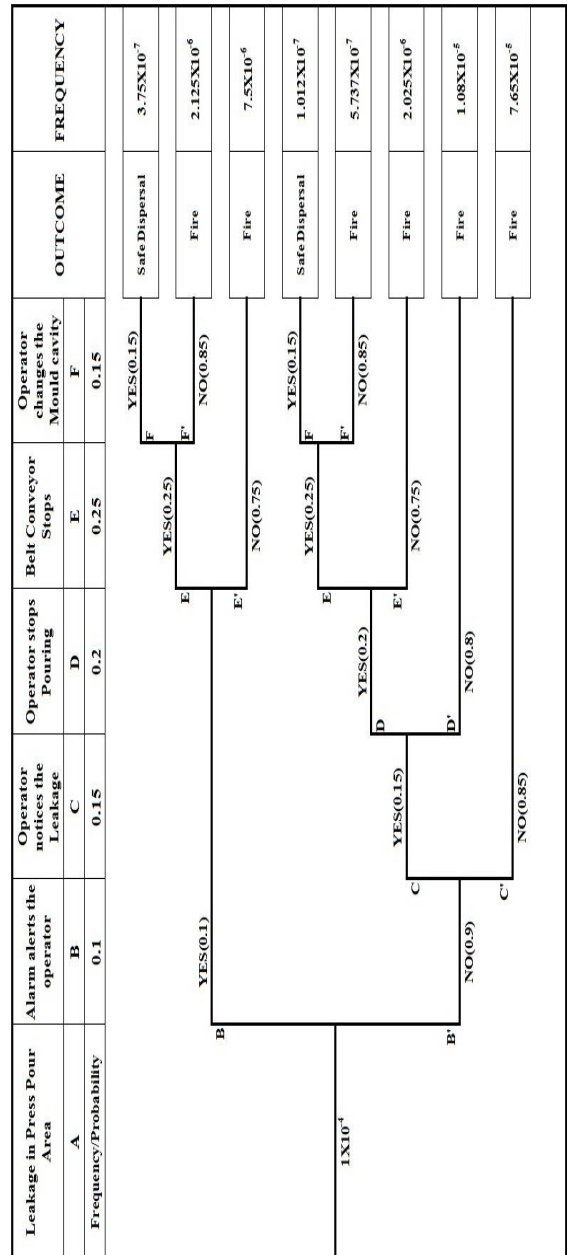 Leakage in Press Pour
Area
Alarm alerts the
operator
Operator
notices the
Leakage
Operator stops
Pouring
Belt Conveyor
Stops
Operator
changes the
Mould cavity
OUTCOME
FREQUENCY
A
B
C
D
E
F
Frequency/Probability
0.1
0.15
0.2
0.25
0.15
YES(0.15)
F
Safe Dispersal
3.75X10⁻⁷
YES(0.25)
F'
NO(0.85)
Fire
2.125X10⁻⁶
YES(0.1)
E
E'
NO(0.75)
Fire
7.5X10⁻⁶
B
YES(0.15)
F
Safe Dispersal
1.012X10⁻⁷
YES(0.25)
F'
NO(0.85)
Fire
5.737X10⁻⁷
1X10⁻⁴
E
YES(0.2)
E'
NO(0.75)
Fire
2.025X10⁻⁶
YES(0.15)
D
D'
NO(0.8)
Fire
1.08X10⁻⁵
B'
NO(0.9)
C
C'
NO(0.85)
Fire
7.65X10⁻⁵